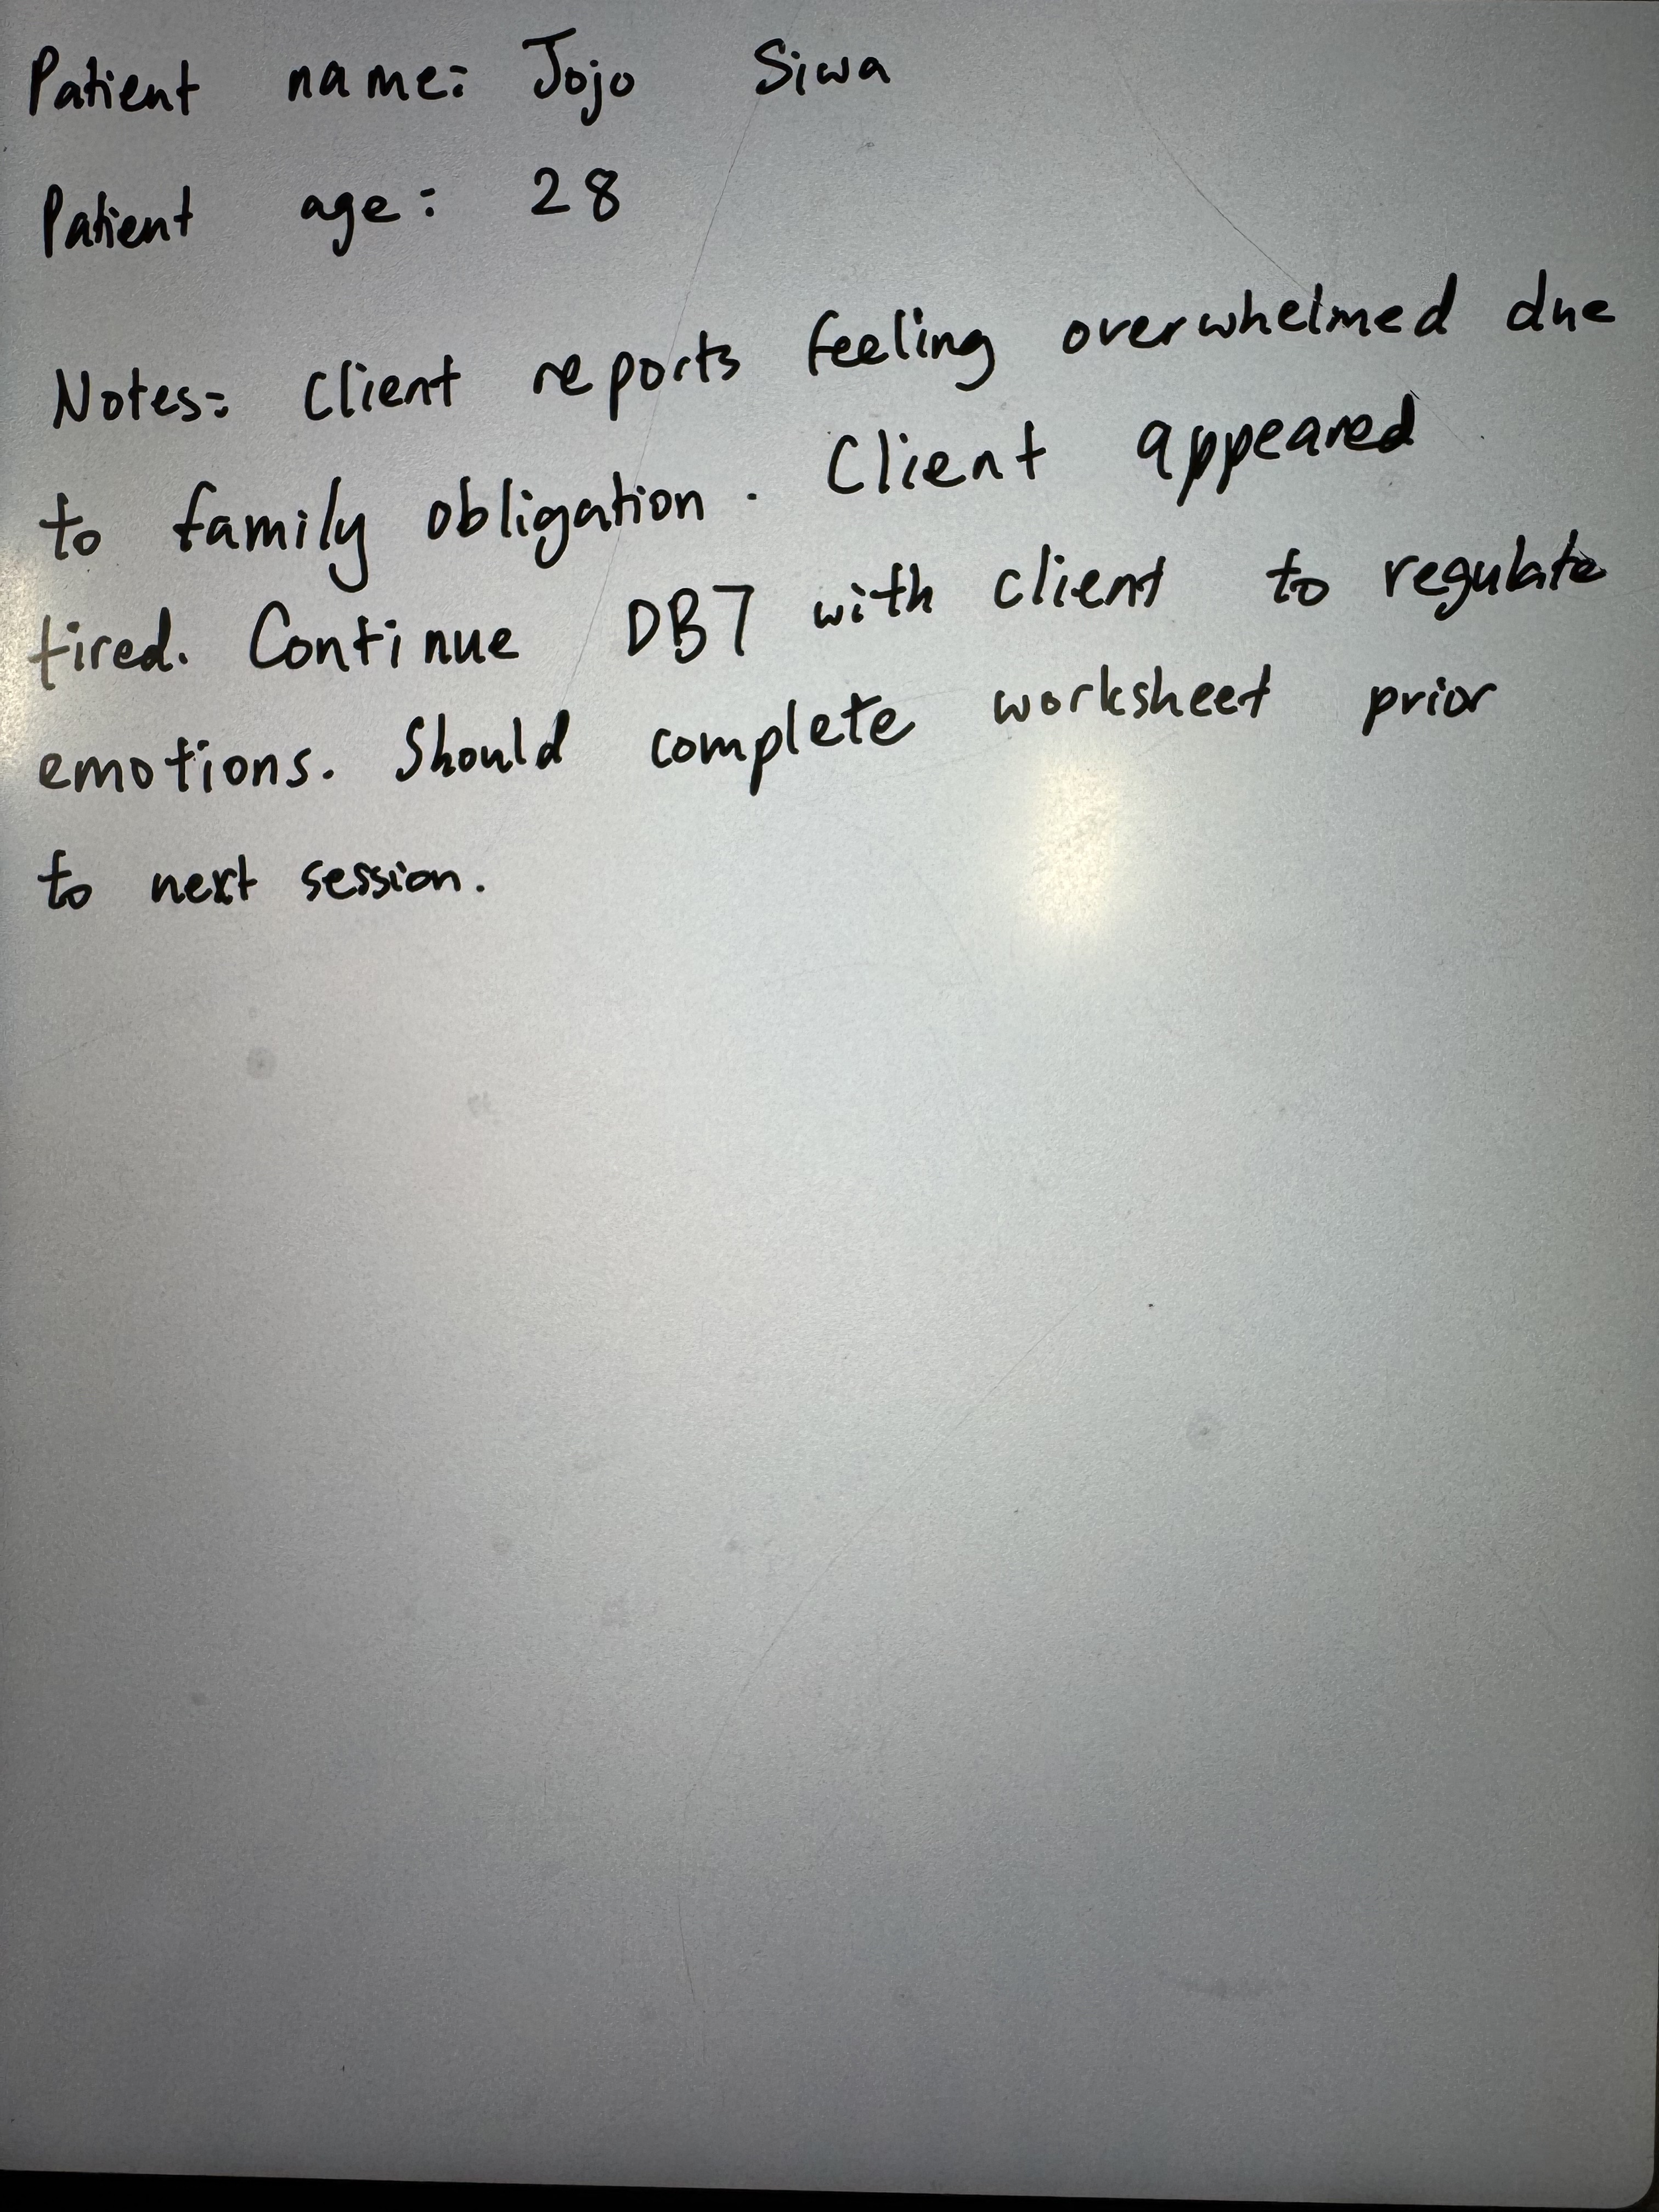 Patient name: Jojo Siwa
Patient age: 28
Notes: Client reports feeling overwhelmed due
to family obligation. Client appeared
tired. Continue DBT with client to regulate
emotions. Should complete worksheet prior
to next session.